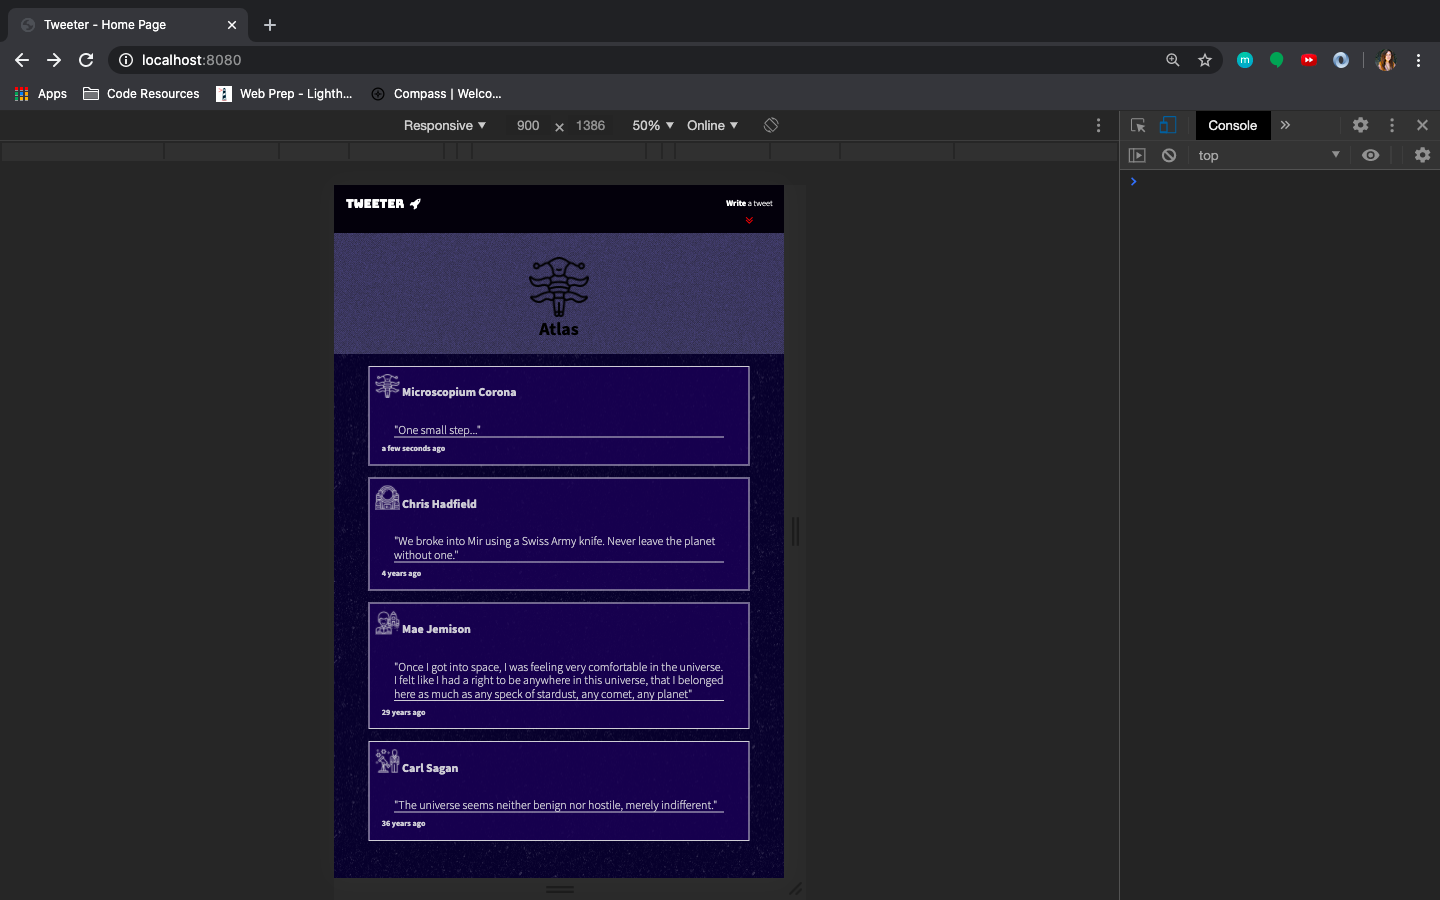 Tweeter - Home Page
localhost:8080
m
Apps
Code Resources
Web Prep - Lighth...
Compass | Welco...
Responsive
900
1386
50%
Online
Console
top
TWEETER
Write a tweet
Atlas
Microscopium Corona
"One small step..."
a few seconds ago
Chris Hadfield
"We broke into Mir using a Swiss Army knife. Never leave the planet
without one."
4 years ago
Mae Jemison
"Once I got into space, I was feeling very comfortable in the universe.
I felt like I had a right to be anywhere in this universe, that I belonged
here as much as any speck of stardust, any comet, any planet"
29 years ago
Carl Sagan
"The universe seems neither benign nor hostile, merely indifferent."
36 years ago